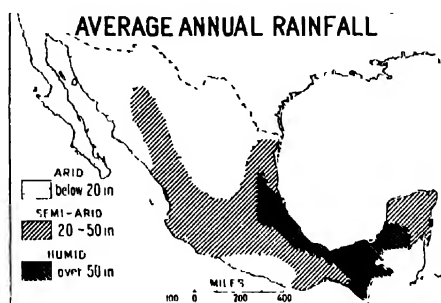 AVERAGE ANNUAL RAINFALL
ARID
below 20 in
SEMI-ARID
20-50 in
HUMID
over 50 in
MILES
100 0 200 400